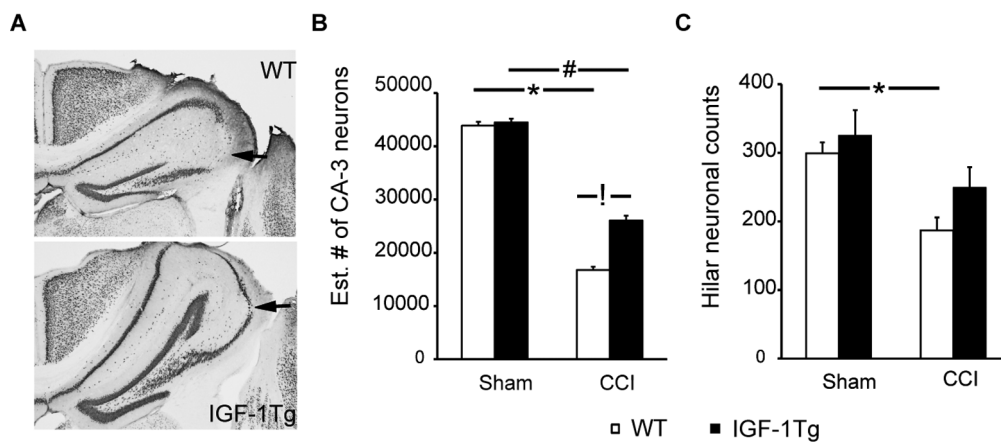 A
WT
IGF-1Tg
B
Est. # of CA-3 neurons
50000
40000
30000
20000
10000
0
#
*
!
Sham CCI
C
Hilar neuronal counts
400
300
200
100
0
*
Sham CCI
WT IGF-1Tg